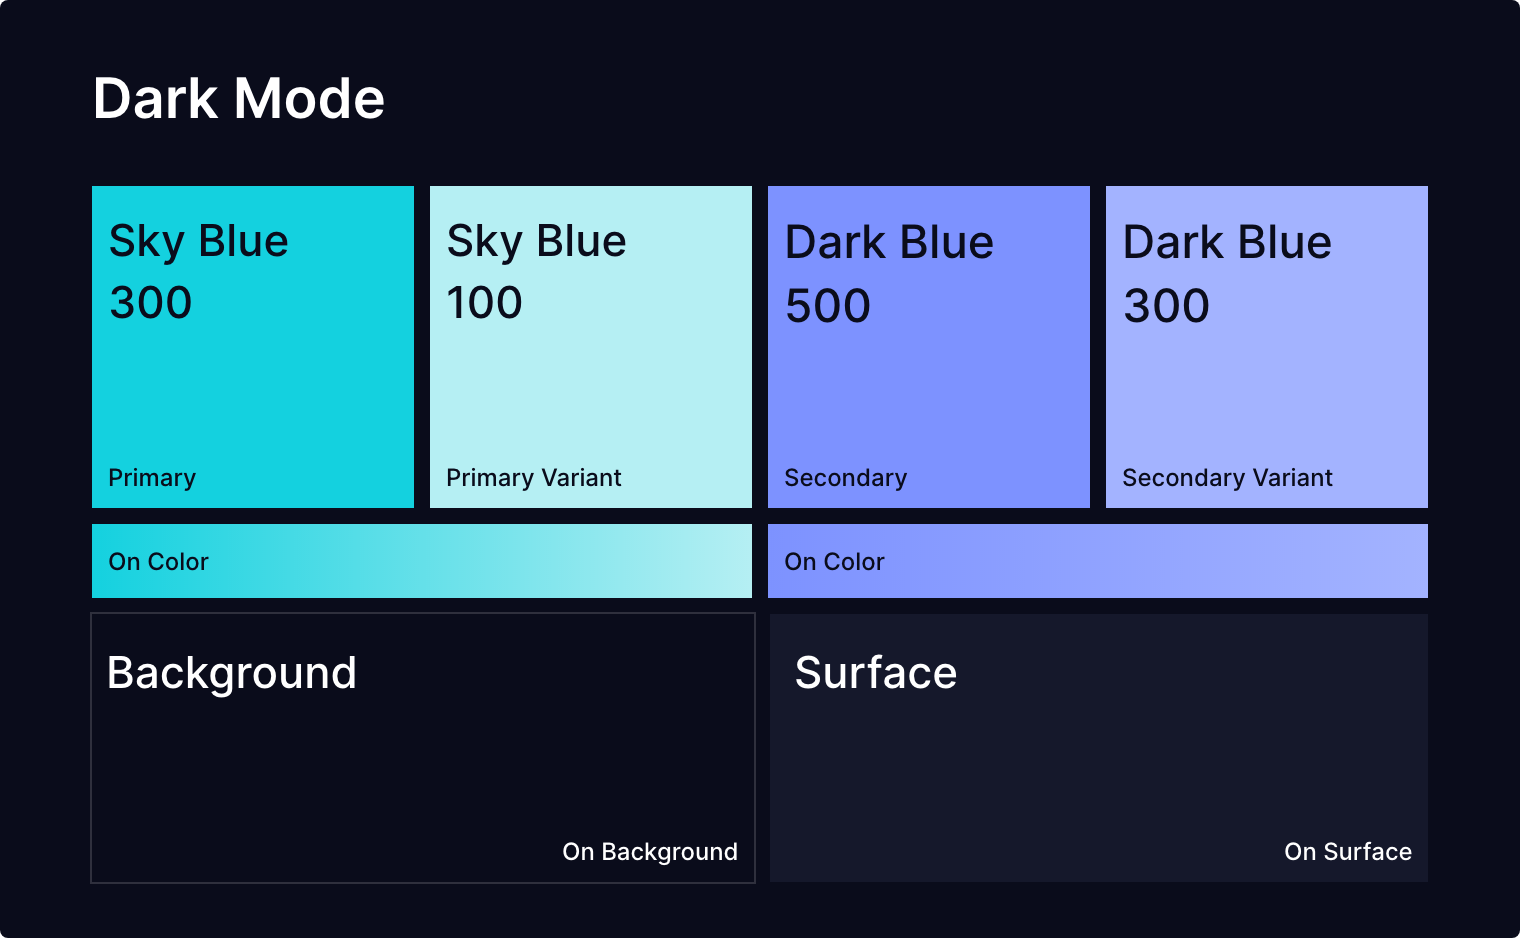 Dark Mode
Sky Blue
300
Primary
Sky Blue
100
Primary Variant
Dark Blue
500
Secondary
Dark Blue
300
Secondary Variant
On Color
On Color
Background
On Background
Surface
On Surface